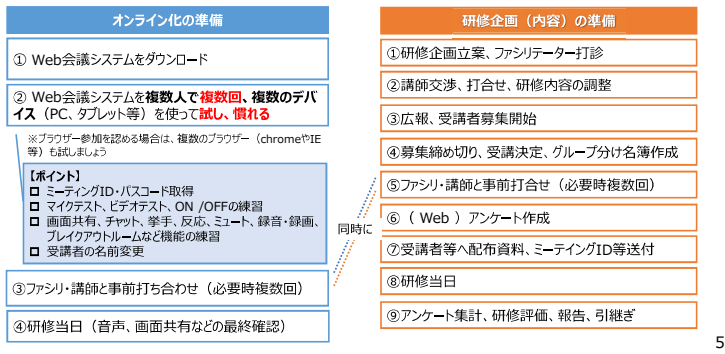 オンライン化の準備
① Web会議システムをダウンロード
② Web会議システムを複数人で複数回、複数のデバ
イス（PC、タブレット等）を使って試し、慣れる
※ブラウザー参加を認める場合は、複数のブラウザー（chromeやIE
等）も試しましょう
【ポイント】
□ ミーティングID・パスコード取得
□ マイクテスト、ビデオテスト、ON /OFFの練習
□ 画面共有、チャット、挙手、反応、ミュート、録音・録画、
ブレイクアウトルームなど機能の練習
□ 受講者の名前変更
③ファシリ・講師と事前打ち合わせ（必要時複数回）
④研修当日（音声、画面共有などの最終確認）
同時に
研修企画（内容）の準備
①研修企画立案、ファシリテーター打診
②講師交渉、打合せ、研修内容の調整
③広報、受講者募集開始
④募集締め切り、受講決定、グループ分け名簿作成
⑤ファシリ・講師と事前打合せ（必要時複数回）
⑥（ Web ）アンケート作成
⑦受講者等へ配布資料、ミーテイングID等送付
⑧研修当日
⑨アンケート集計、研修評価、報告、引継ぎ
5